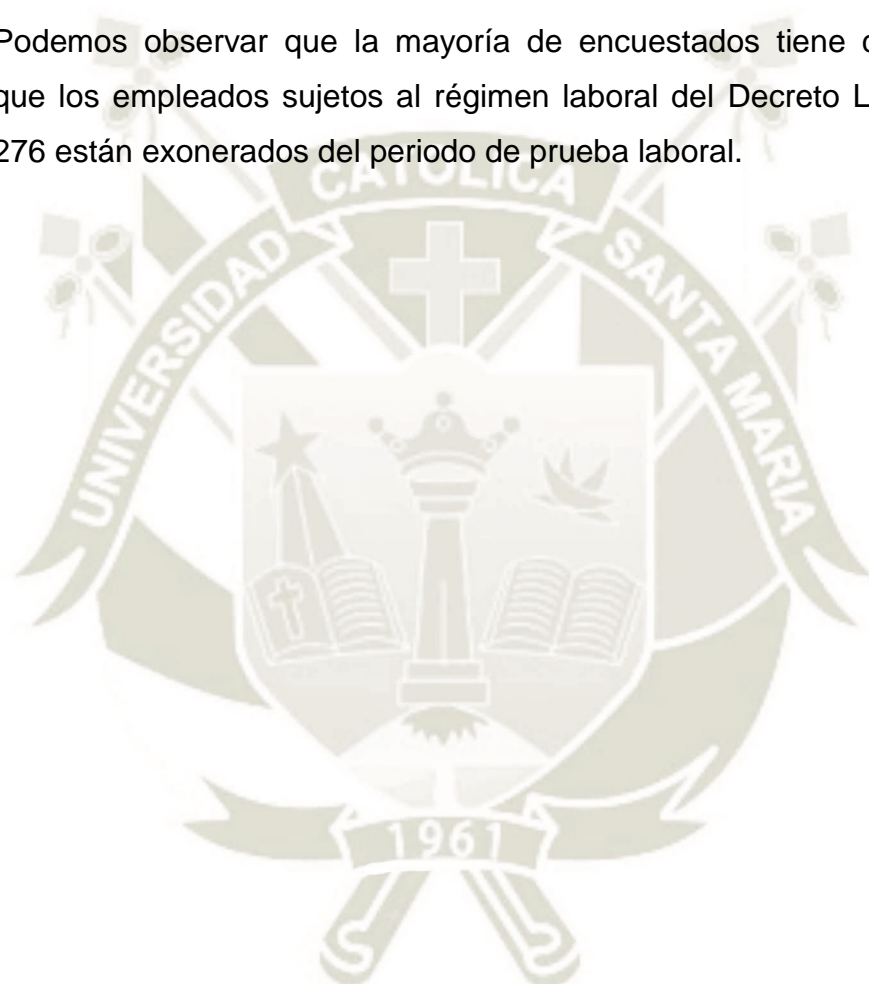 Podemos observar que la mayoría de encuestados tiene
que los empleados sujetos al régimen laboral del Decreto
276 están exonerados del periodo de prueba laboral.
UNIVERSIDAD CATOLICA SANTA MARIA
1961